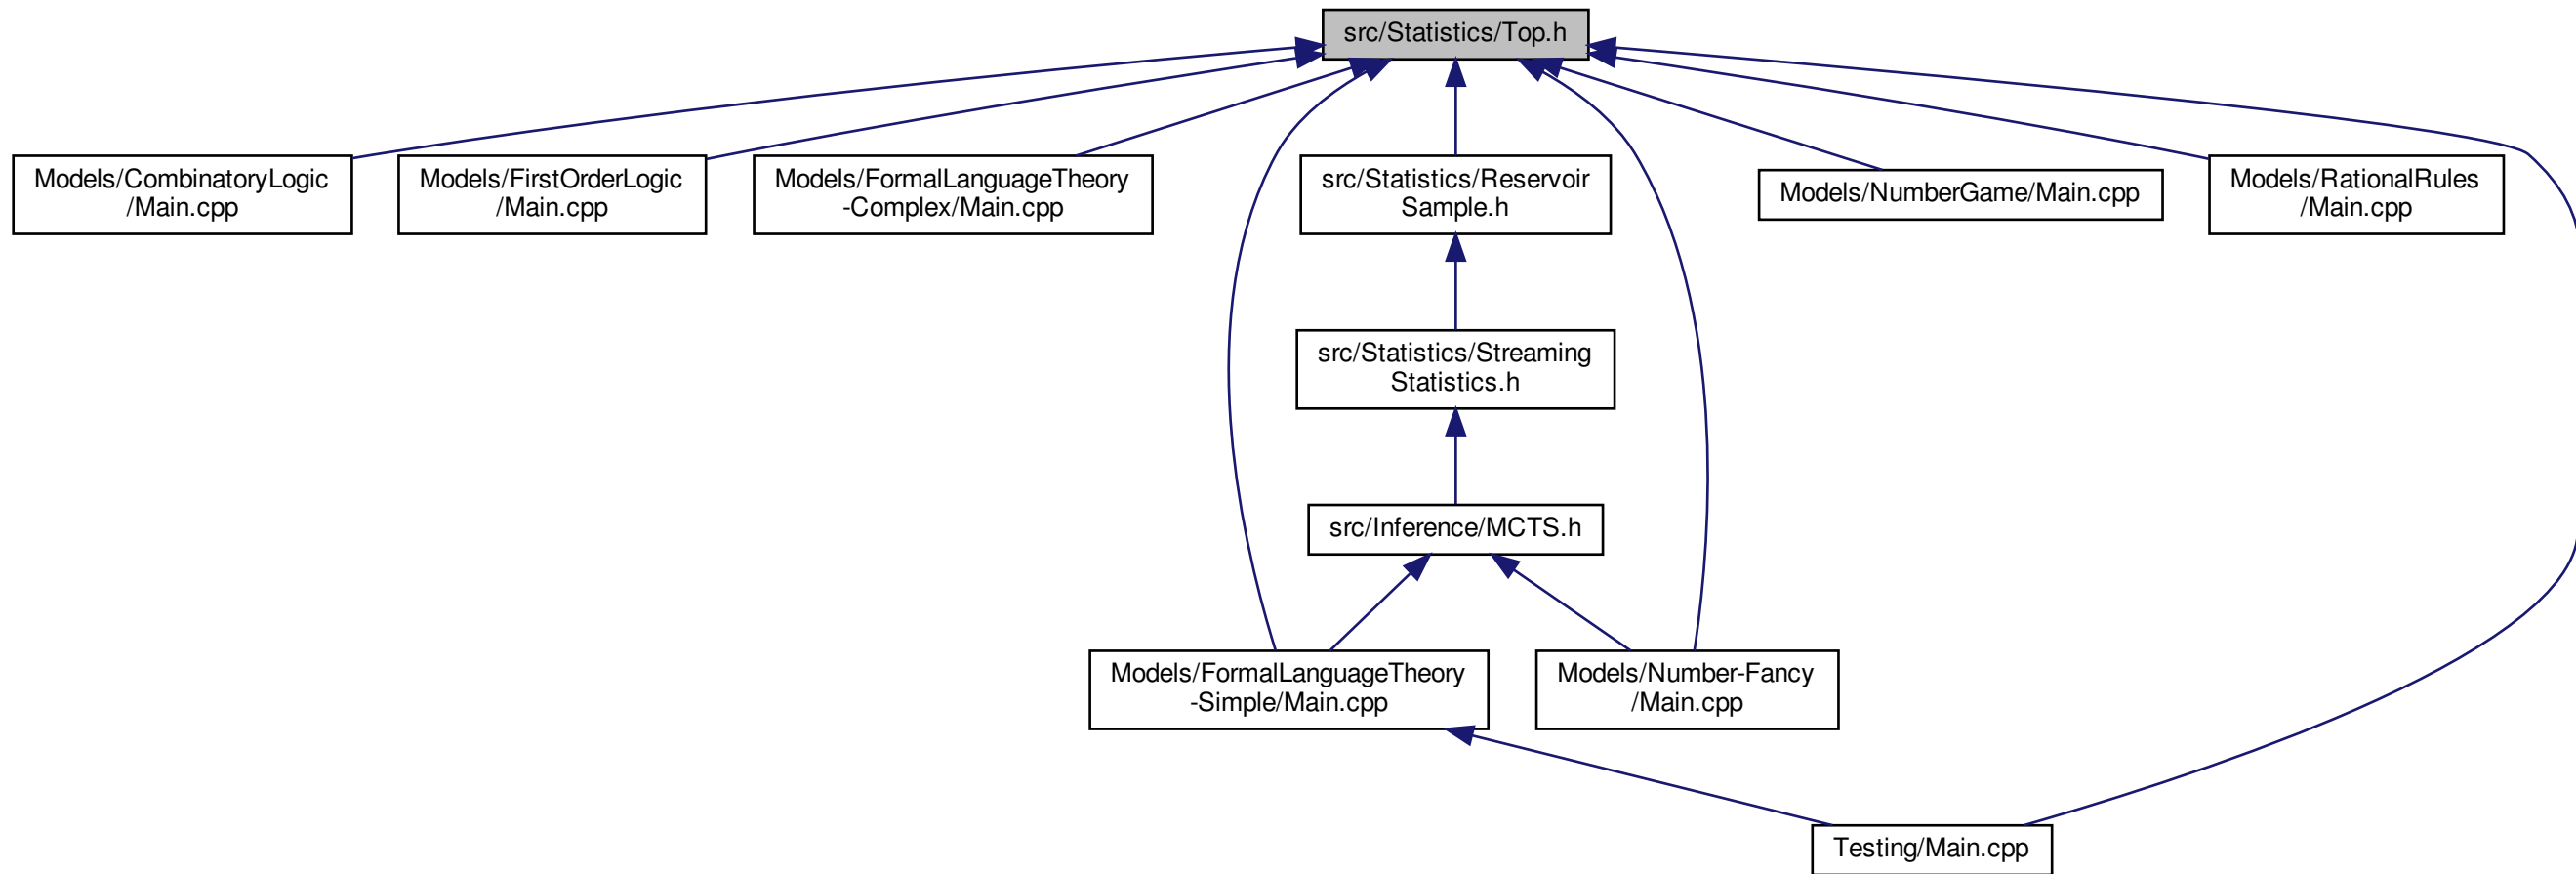 src/Statistics/Top.h
Models/CombinatoryLogic
/Main.cpp
Models/FirstOrderLogic
/Main.cpp
Models/FormalLanguageTheory
-Complex/Main.cpp
src/Statistics/Reservoir
Sample.h
Models/NumberGame/Main.cpp
Models/RationalRules
/Main.cpp
src/Statistics/Streaming
Statistics.h
src/Inference/MCTS.h
Models/FormalLanguageTheory
-Simple/Main.cpp
Models/Number-Fancy
/Main.cpp
Testing/Main.cpp